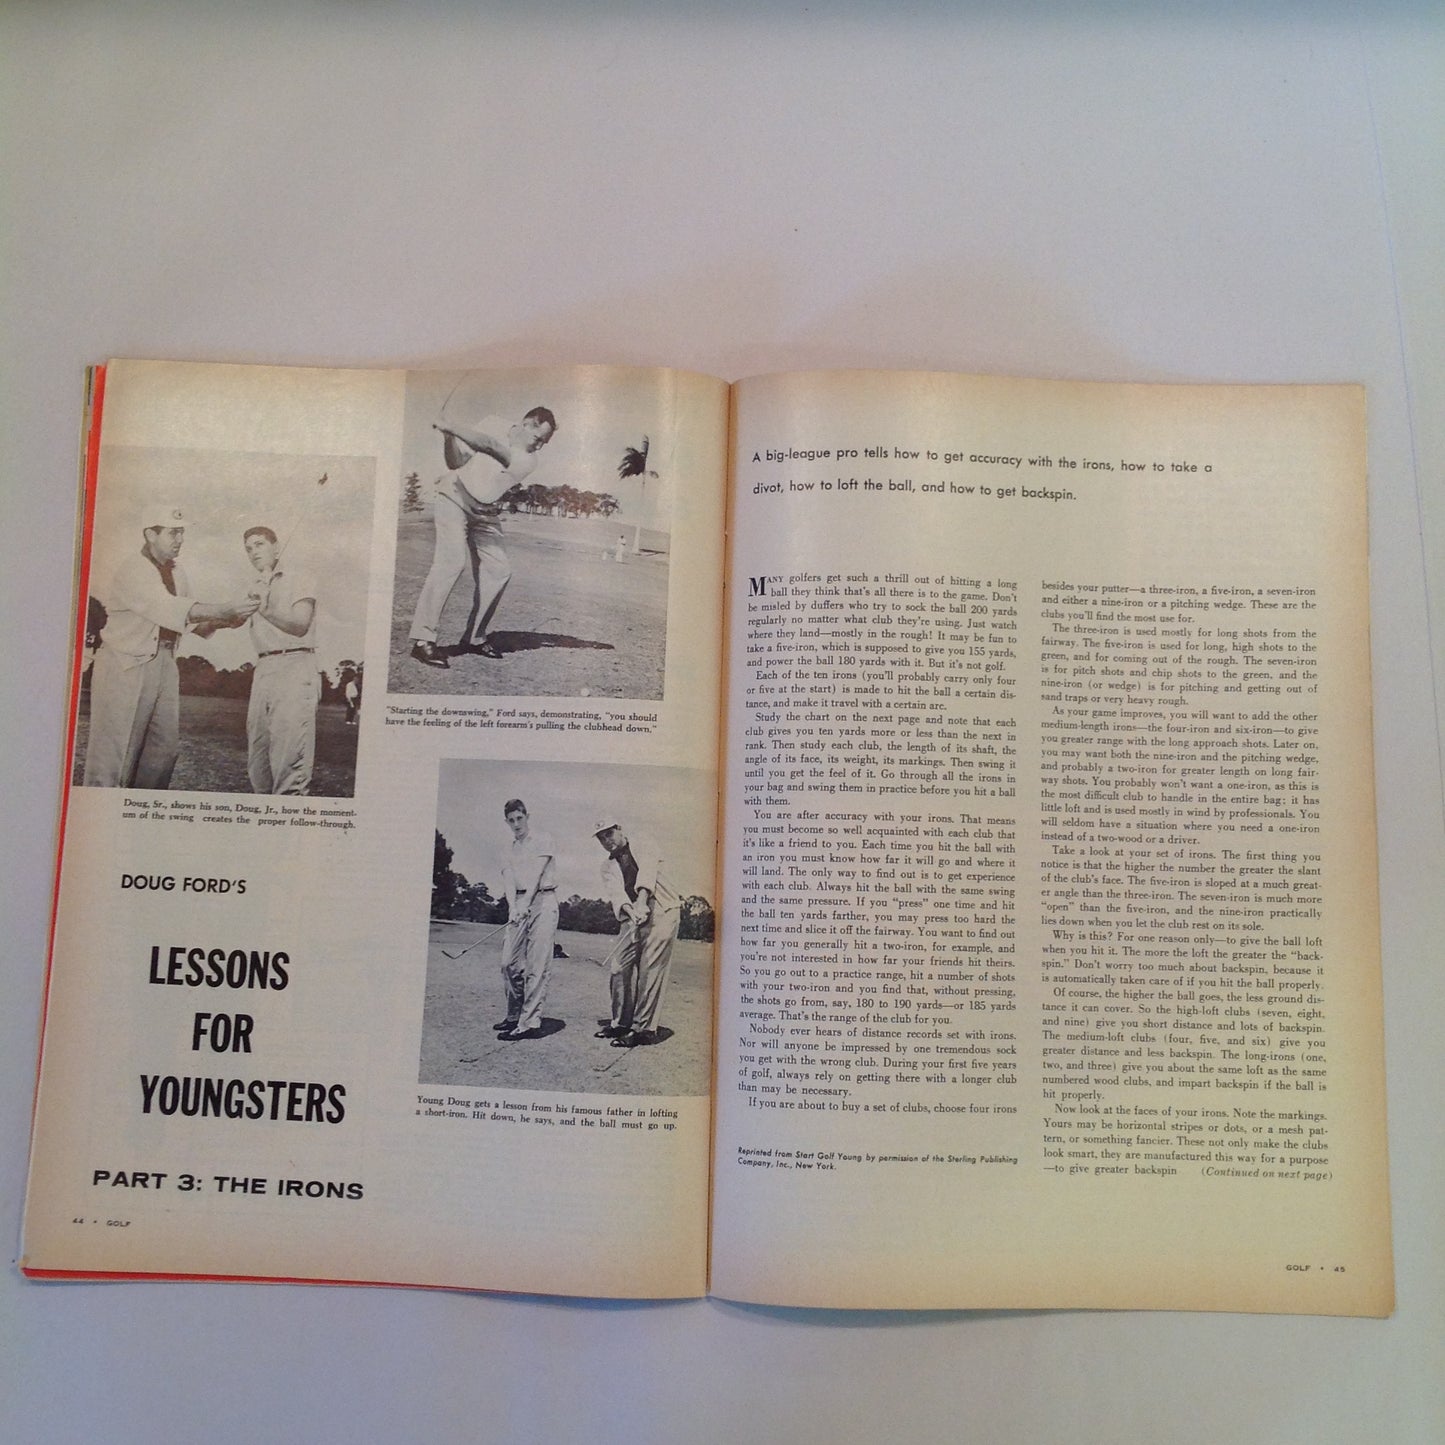 Doug, Sr., shows his son, Doug, Jr., how the moment-
um of the swing creates the proper follow-through.
"Starting the downswing," Ford says, demonstrating, "you should
have the feeling of the left forearm's pulling the clubhead down."
DOUG FORD'S
LESSONS
FOR
YOUNGSTERS
PART 3: THE IRONS
Young Doug gets a lesson from his famous father in lofting
a short-iron. Hit down, he says, and the ball must go up.
44 • GOLF
A big-league pro tells how to get accuracy with the irons, how to take a
divot, how to loft the ball, and how to get backspin.
MANY golfers get such a thrill out of hitting a long
ball they think that's all there is to the game. Don't
be misled by duffers who try to sock the ball 200 yards
regularly no matter what club they're using. Just watch
where they land—mostly in the rough! It may be fun to
take a five-iron, which is supposed to give you 155 yards,
and power the ball 180 yards with it. But it's not golf.
Each of the ten irons (you'll probably carry only four
or five at the start) is made to hit the ball a certain dis-
tance, and make it travel with a certain arc.
Study the chart on the next page and note that each
club gives you ten yards more or less than the next in
rank. Then study each club, the length of its shaft, the
angle of its face, its weight, its markings. Then swing it
until you get the feel of it. Go through all the irons in
your bag and swing them in practice before you hit a ball
with them.
You are after accuracy with your irons. That means
you must become so well acquainted with each club that
it's like a friend to you. Each time you hit the ball with
an iron you must know how far it will go and where it
will land. The only way to find out is to get experience
with each club. Always hit the ball with the same swing
and the same pressure. If you "press" one time and hit
the ball ten yards farther, you may press too hard the
next time and slice it off the fairway. You want to find out
how far you generally hit a two-iron, for example, and
you're not interested in how far your friends hit theirs.
So you go out to a practice range, hit a number of shots
with your two-iron and you find that, without pressing,
the shots go from, say, 180 to 190 yards—or 185 yards
average. That's the range of the club for you.
Nobody ever hears of distance records set with irons.
Nor will anyone be impressed by one tremendous sock
you get with the wrong club. During your first five years
of golf, always rely on getting there with a longer club
than may be necessary.
If you are about to buy a set of clubs, choose four irons
Reprinted from Start Golf Young by permission of the Sterling Publishing
Company, Inc., New York.
besides your putter—a three-iron, a five-iron, a seven-iron
and either a nine-iron or a pitching wedge. These are the
clubs you'll find the most use for.
The three-iron is used mostly for long shots from the
fairway. The five-iron is used for long, high shots to the
green, and for coming out of the rough. The seven-iron
is for pitch shots and chip shots to the green, and the
nine-iron (or wedge) is for pitching and getting out of
sand traps or very heavy rough.
As your game improves, you will want to add the other
medium-length irons—the four-iron and six-iron—to give
you greater range with the long approach shots. Later on,
you may want both the nine-iron and the pitching wedge,
and probably a two-iron for greater length on long fair-
way shots. You probably won't want a one-iron, as this is
the most difficult club to handle in the entire bag: it has
little loft and is used mostly in wind by professionals. You
will seldom have a situation where you need a one-iron
instead of a two-wood or a driver.
Take a look at your set of irons. The first thing you
notice is that the higher the number the greater the slant
of the club's face. The five-iron is sloped at a much great-
er angle than the three-iron. The seven-iron is much more
"open" than the five-iron, and the nine-iron practically
lies down when you let the club rest on its sole.
Why is this? For one reason only—to give the ball loft
when you hit it. The more the loft the greater the "back-
spin." Don't worry too much about backspin, because it
is automatically taken care of if you hit the ball properly.
Of course, the higher the ball goes, the less ground dis-
tance it can cover. So the high-loft clubs (seven, eight,
and nine) give you short distance and lots of backspin.
The medium-loft clubs (four, five, and six) give you
greater distance and less backspin. The long-irons (one,
two, and three) give you about the same loft as the same
numbered wood clubs, and impart backspin if the ball is
hit properly.
Now look at the faces of your irons. Note the markings.
Yours may be horizontal stripes or dots, or a mesh pat-
tern, or something fancier. These not only make the clubs
look smart, they are manufactured this way for a purpose
—to give greater backspin (Continued on next page)
GOLF • 45